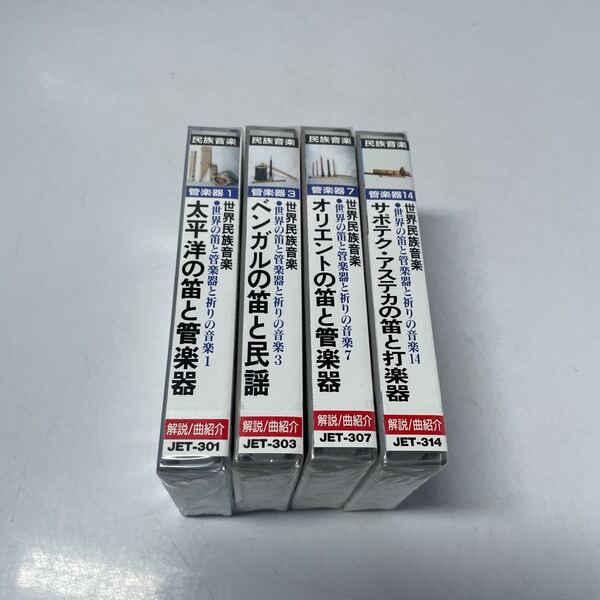 民族音楽
管楽器 1
世界民族音楽
●世界の笛と管楽器と祈りの音楽 1
太平洋の笛と管楽器
解説/曲紹介
JET-301
民族音楽
管楽器 3
世界民族音楽
●世界の笛と管楽器と祈りの音楽 3
ベンガルの笛と民謡
解説/曲紹介
JET-303
民族音楽
管楽器 7
世界民族音楽
●世界の笛と管楽器と祈りの音楽 7
オリエントの笛と管楽器
解説/曲紹介
JET-307
民族音楽
管楽器 14
世界民族音楽
●世界の笛と管楽器と祈りの音楽 14
サポテク・アステカの笛と打楽器
解説/曲紹介
JET-314